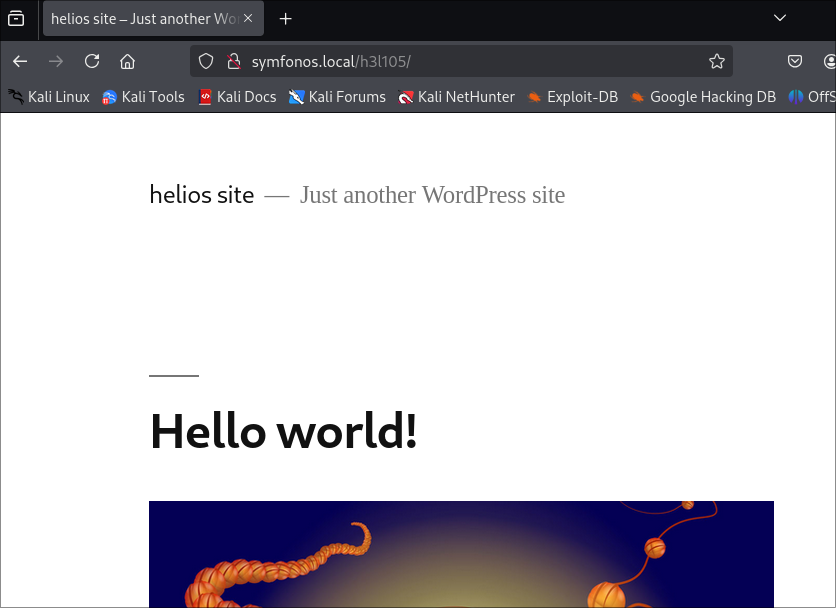 helios site – Just another Wo
symfonos.local/h3l105/
Kali Linux Kali Tools Kali Docs Kali Forums Kali NetHunter Exploit-DB Google Hacking DB OffS
helios site — Just another WordPress site
Hello world!